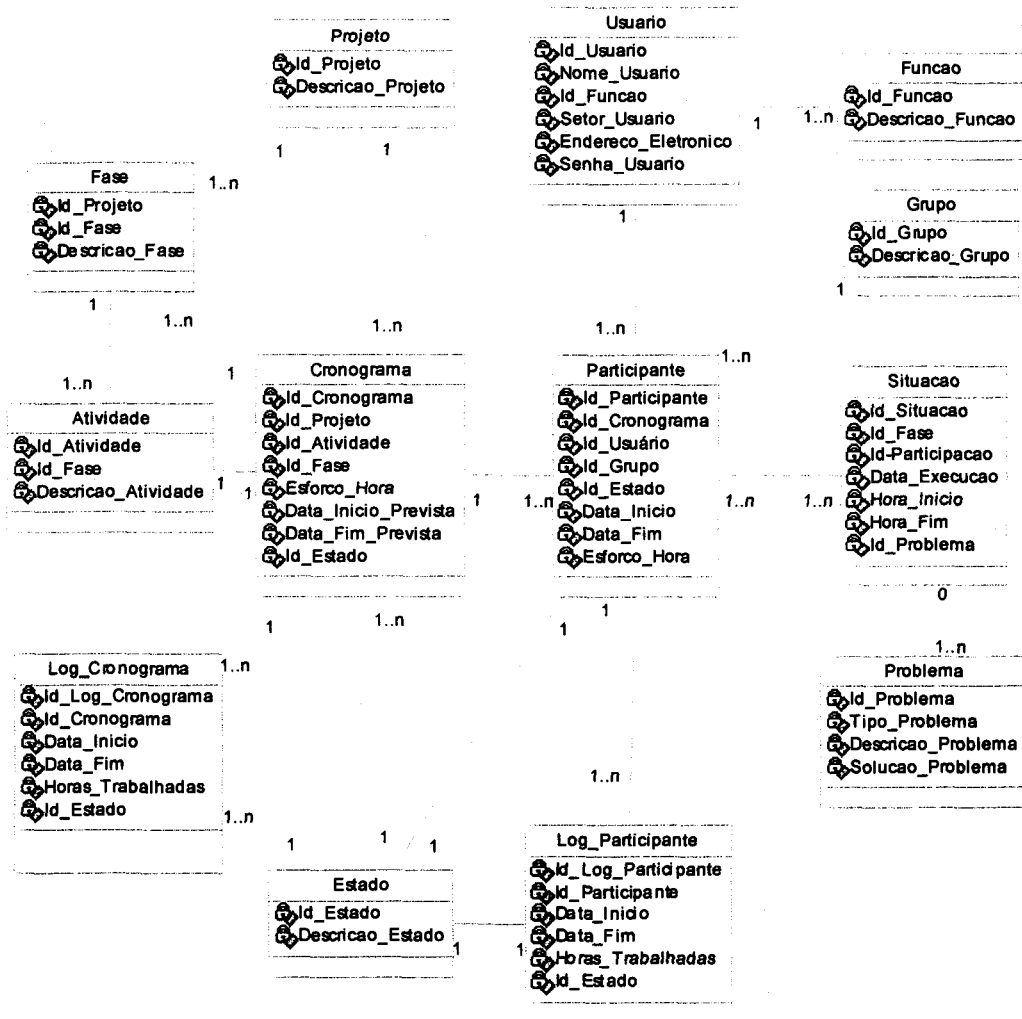 Projeto
Id_Projeto
Descricao_Projeto
1
1
Usuario
Id_Usuario
Nome_Usuario
Id_Funcao
Setor_Usuario
Endereco_Eletronico
Senha_Usuario
1
1
1..n
Funcao
Id_Funcao
Descricao_Funcao
Fase
Id_Projeto
Id_Fase
Descricao_Fase
1..n
1
1..n
Grupo
Id_Grupo
Descricao_Grupo
1
1..n
1..n
1..n
1..n
1
Atividade
Id_Atividade
Id_Fase
Descricao_Atividade
1
1
Cronograma
Id_Cronograma
Id_Projeto
Id_Atividade
Id_Fase
Esforco_Hora
Data_Inicio_Prevista
Data_Fim_Prevista
Id_Estado
1
1..n
Participante
Id_Participante
Id_Cronograma
Id_Usuário
Id_Grupo
Id_Estado
Data_Inicio
Data_Fim
Esforco_Hora
1..n
1..n
Situacao
Id_Situacao
Id_Fase
Id-Participacao
Data_Execucao
Hora_Inicio
Hora_Fim
Id_Problema
0
1..n
1
1..n
1
1
Log_Cronograma
Id_Log_Cronograma
Id_Cronograma
Data_Inicio
Data_Fim
Horas_Trabalhadas
Id_Estado
1..n
1..n
Problema
Id_Problema
Tipo_Problema
Descricao_Problema
Solucao_Problema
1..n
1
1
1
Estado
Id_Estado
Descricao_Estado
1
1
Log_Participante
Id_Log_Participante
Id_Participante
Data_Inicio
Data_Fim
Horas_Trabalhadas
Id_Estado